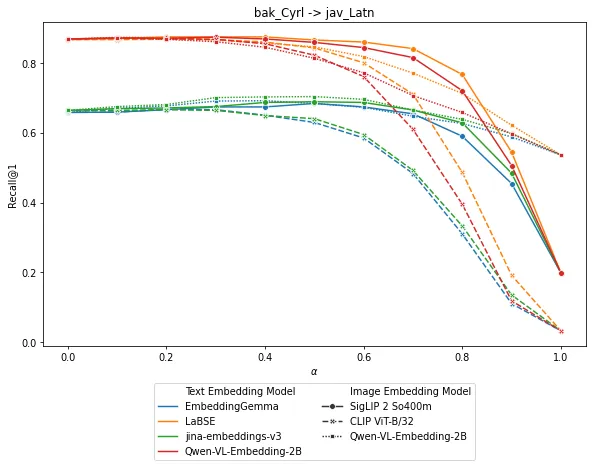 bak_Cyrl -> jav_Latn
Recall@1
0.8
0.6
0.4
0.2
0.0
0.0 0.2 0.4 0.6 0.8 1.0
α
Text Embedding Model
EmbeddingGemma
LaBSE
jina-embeddings-v3
Qwen-VL-Embedding-2B
Image Embedding Model
SigLIP 2 So400m
CLIP ViT-B/32
Qwen-VL-Embedding-2B